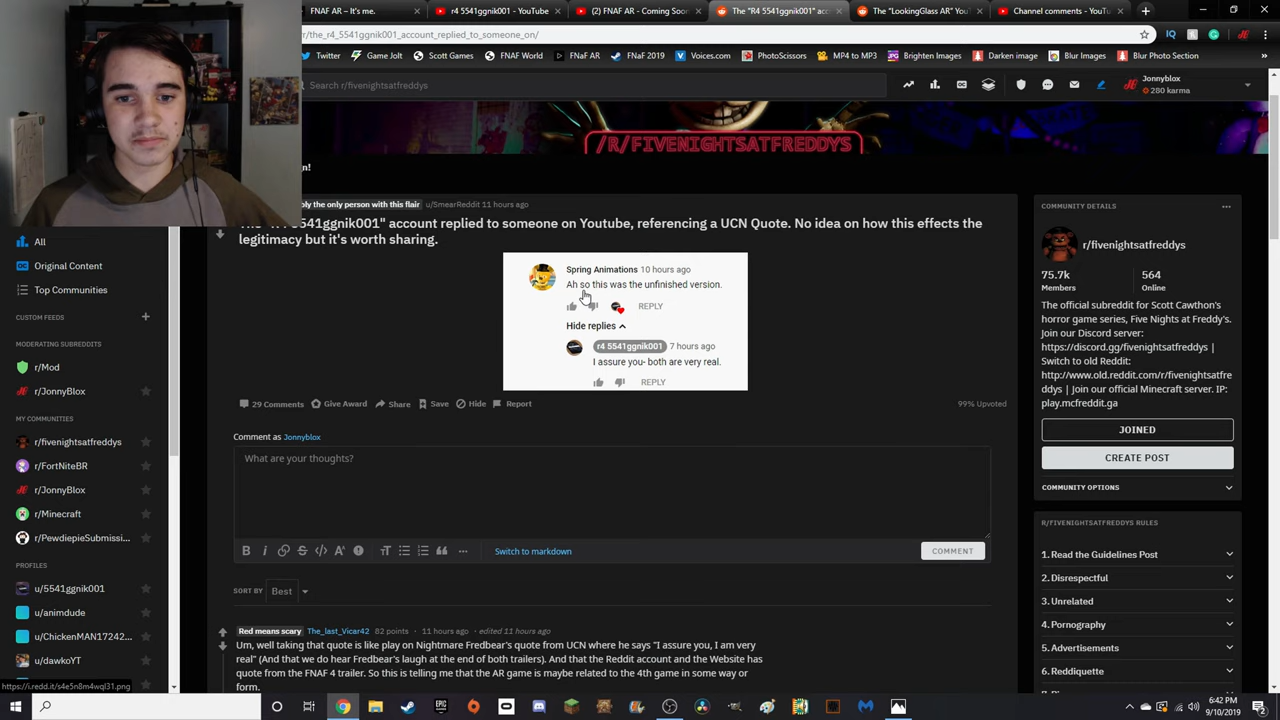 FNAF AR – It's me.
r4 5541ggnik001 - YouTube
(2) FNAF AR - Coming Soon
The "R4 5541ggnik001" acc
The "LookingGlass AR" You
Channel comments - YouTu
r/the_r4_5541ggnik001_account_replied_to_someone_on/
Twitter
Game Jolt
Scott Games
FNAF World
FNaF AR
FNAF 2019
Voices.com
PhotoScissors
MP4 to MP3
Brighten Images
Darken image
Blur Images
Blur Photo Section
Search r/fivenightsatfreddys
Jonnyblox
280 karma
/R/FIVENIGHTSATFREDDYS
bly the only person with this flair u/SmearReddit 11 hours ago
5541ggnik001" account replied to someone on Youtube, referencing a UCN Quote. No idea on how this effects the
legitimacy but it's worth sharing.
Spring Animations 10 hours ago
Ah so this was the unfinished version.
REPLY
Hide replies
r4 5541ggnik001 7 hours ago
I assure you- both are very real.
REPLY
29 Comments Give Award Share Save Hide Report
99% Upvoted
Comment as Jonnyblox
What are your thoughts?
Switch to markdown
COMMENT
SORT BY Best
Red means scary The_last_Vicar42 82 points · 11 hours ago · edited 11 hours ago
Um, well taking that quote is like play on Nightmare Fredbear's quote from UCN where he says "I assure you, I am very
real" (And that we do hear Fredbear's laugh at the end of both trailers). And that the Reddit account and the Website has
quote from the FNAF 4 trailer. So this is telling me that the AR game is maybe related to the 4th game in some way or
form.
All
Original Content
Top Communities
CUSTOM FEEDS
MODERATING SUBREDDITS
r/Mod
r/JonnyBlox
MY COMMUNITIES
r/fivenightsatfreddys
r/FortNiteBR
r/JonnyBlox
r/Minecraft
r/PewdiepieSubmissi...
PROFILES
u/5541ggnik001
u/animdude
u/ChickenMAN17242...
u/dawkoYT
https://i.redd.it/s4e5n8m4wql31.png
COMMUNITY DETAILS
r/fivenightsatfreddys
75.7k
Members
564
Online
The official subreddit for Scott Cawthon's
horror game series, Five Nights at Freddy's.
Join our Discord server:
https://discord.gg/fivenightsatfreddys |
Switch to old Reddit:
http://www.old.reddit.com/r/fivenightsatfre
ddys | Join our official Minecraft server. IP:
play.mcfreddit.ga
JOINED
CREATE POST
COMMUNITY OPTIONS
R/FIVENIGHTSATFREDDYS RULES
1. Read the Guidelines Post
2. Disrespectful
3. Unrelated
4. Pornography
5. Advertisements
6. Reddiquette
6:42 PM
9/10/2019